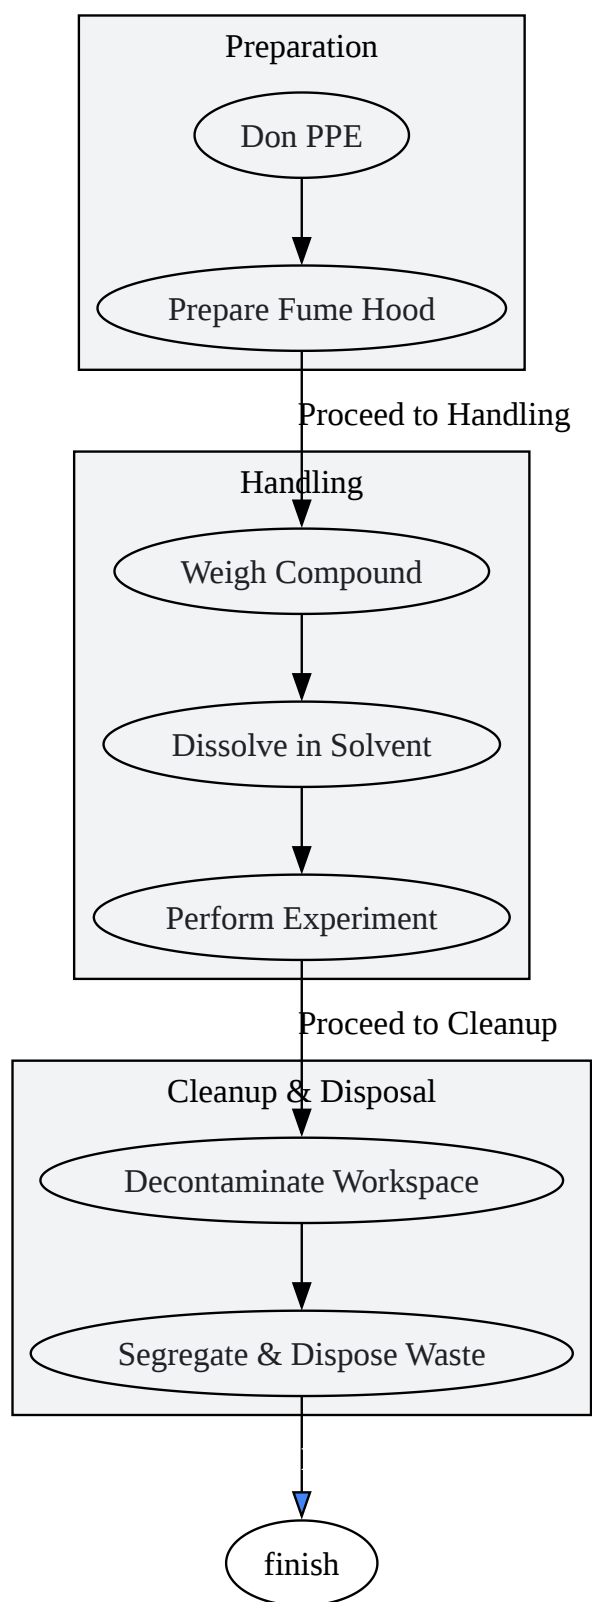 Preparation
Don PPE
Prepare Fume Hood
Proceed to Handling
Handling
Weigh Compound
Dissolve in Solvent
Perform Experiment
Proceed to Cleanup
Cleanup & Disposal
Decontaminate Workspace
Segregate & Dispose Waste
finish